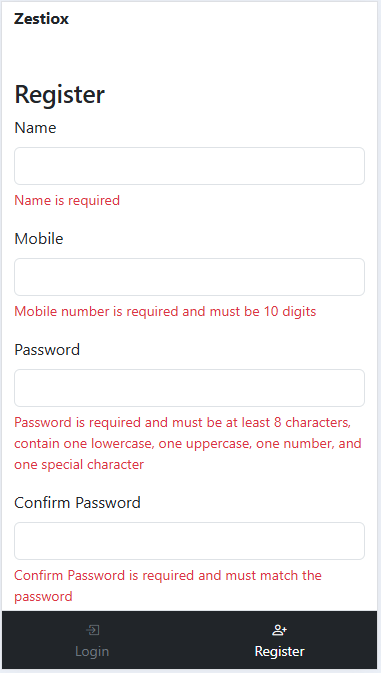 Zestiox
Register
Name
Name is required
Mobile
Mobile number is required and must be 10 digits
Password
Password is required and must be at least 8 characters,
contain one lowercase, one uppercase, one number, and
one special character
Confirm Password
Confirm Password is required and must match the
password
Login
Register